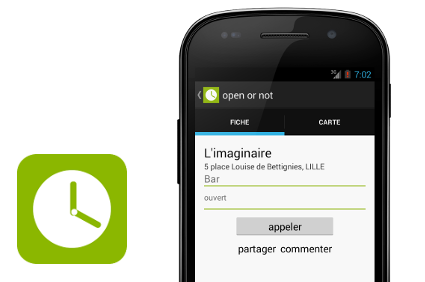 3G 7:02
open or not
FICHE CARTE
L'imaginaire
5 place Louise de Bettignies, LILLE
Bar
ouvert
appeler
partager commenter